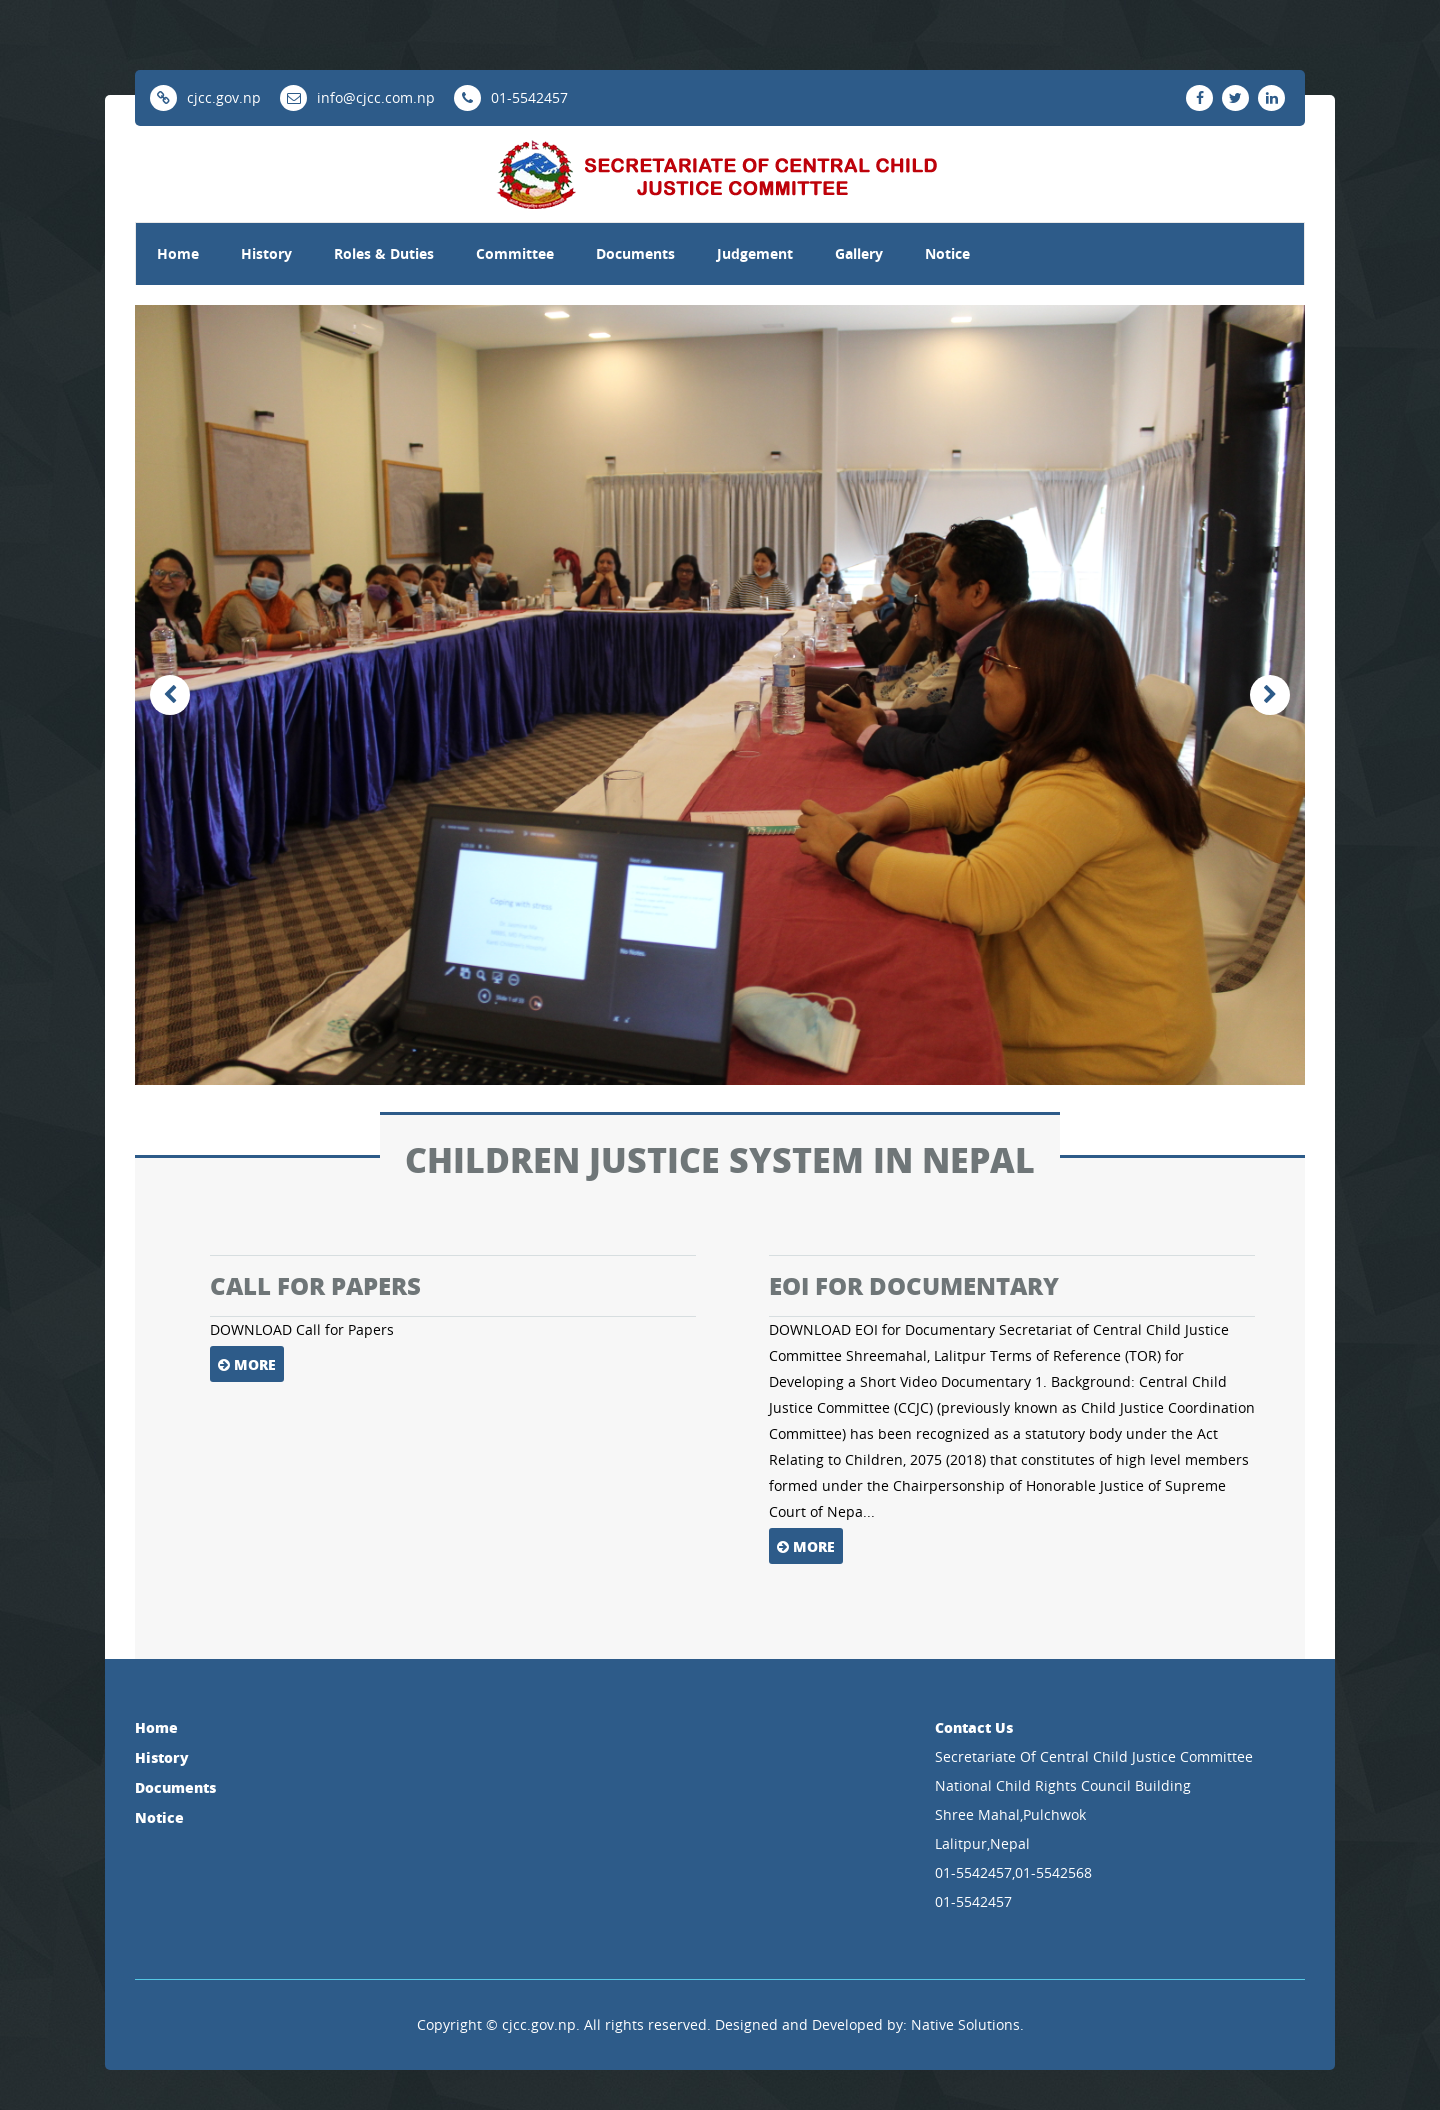 cjcc.gov.np info@cjcc.com.np 01-5542457
SECRETARIATE OF CENTRAL CHILD
JUSTICE COMMITTEE
Home History Roles & Duties Committee Documents Judgement Gallery Notice
Next slide
Coping with stress
No Notes.
Slide 1 of
CHILDREN JUSTICE SYSTEM IN NEPAL
CALL FOR PAPERS
DOWNLOAD Call for Papers
MORE
EOI FOR DOCUMENTARY
DOWNLOAD EOI for Documentary Secretariat of Central Child Justice
Committee Shreemahal, Lalitpur Terms of Reference (TOR) for
Developing a Short Video Documentary 1. Background: Central Child
Justice Committee (CCJC) (previously known as Child Justice Coordination
Committee) has been recognized as a statutory body under the Act
Relating to Children, 2075 (2018) that constitutes of high level members
formed under the Chairpersonship of Honorable Justice of Supreme
Court of Nepa...
MORE
Home
History
Documents
Notice
Contact Us
Secretariate Of Central Child Justice Committee
National Child Rights Council Building
Shree Mahal,Pulchwok
Lalitpur,Nepal
01-5542457,01-5542568
01-5542457
Copyright © cjcc.gov.np. All rights reserved. Designed and Developed by: Native Solutions.